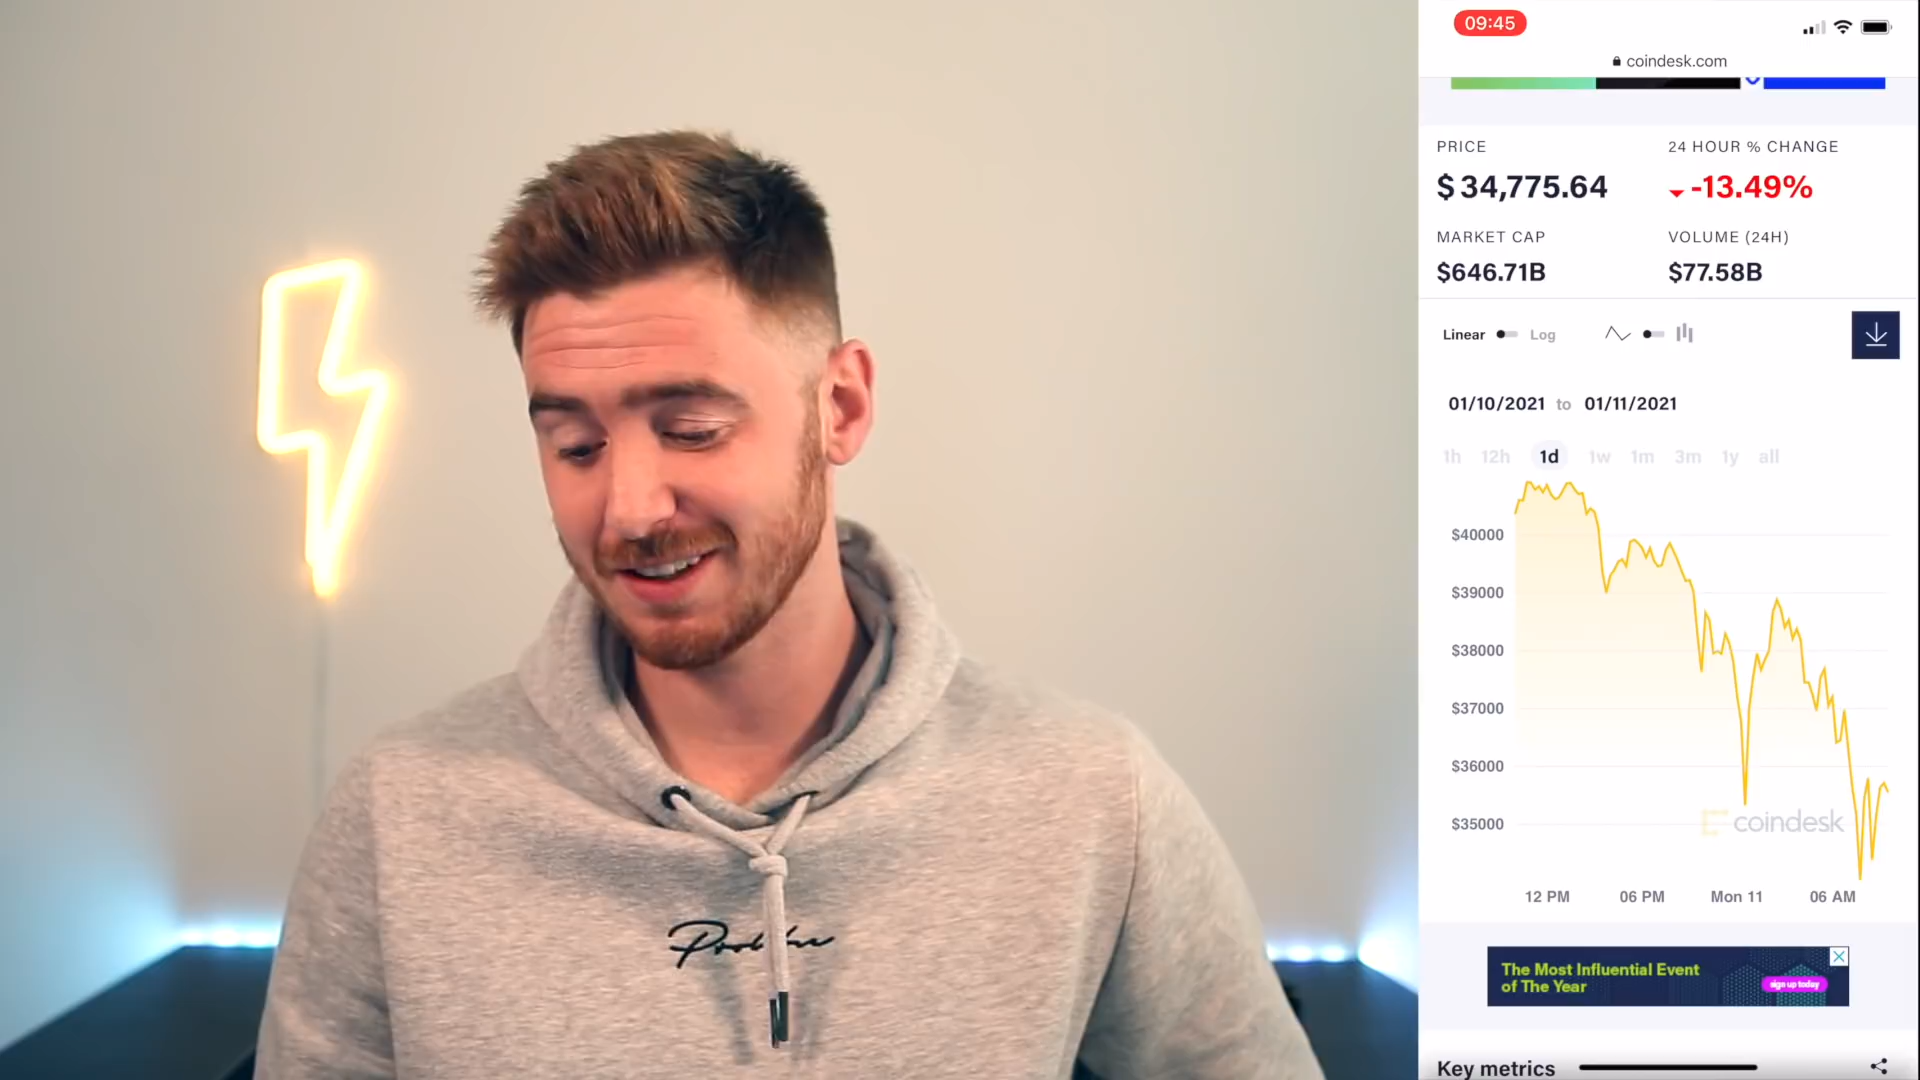 09:45
coindesk.com
PRICE
24 HOUR % CHANGE
$34,775.64
-13.49%
MARKET CAP
VOLUME (24H)
$646.71B
$77.58B
Linear
Log
01/10/2021 to 01/11/2021
1h 12h 1d 1w 1m 3m 1y all
$40000
$39000
$38000
$37000
$36000
$35000
coindesk
12 PM 06 PM Mon 11 06 AM
The Most Influential Event
of The Year
sign up today
Key metrics